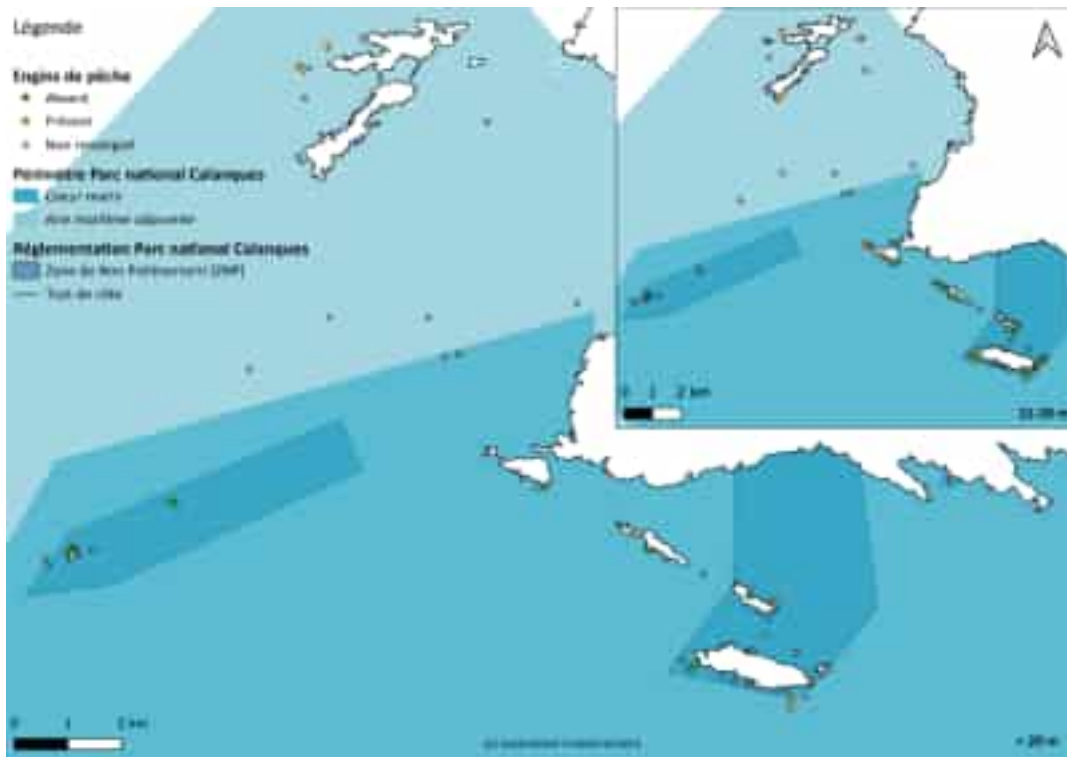 Légende
Engins de pêche
Absent
Présent
Non renseigné
Périmètre Parc national Calanques
Cœur marin
Aire maritime adjacente
Réglementation Parc national Calanques
Zone de Non Prélèvement (ZNP)
Trait de côte
0 1 2 km
0 1 2 km